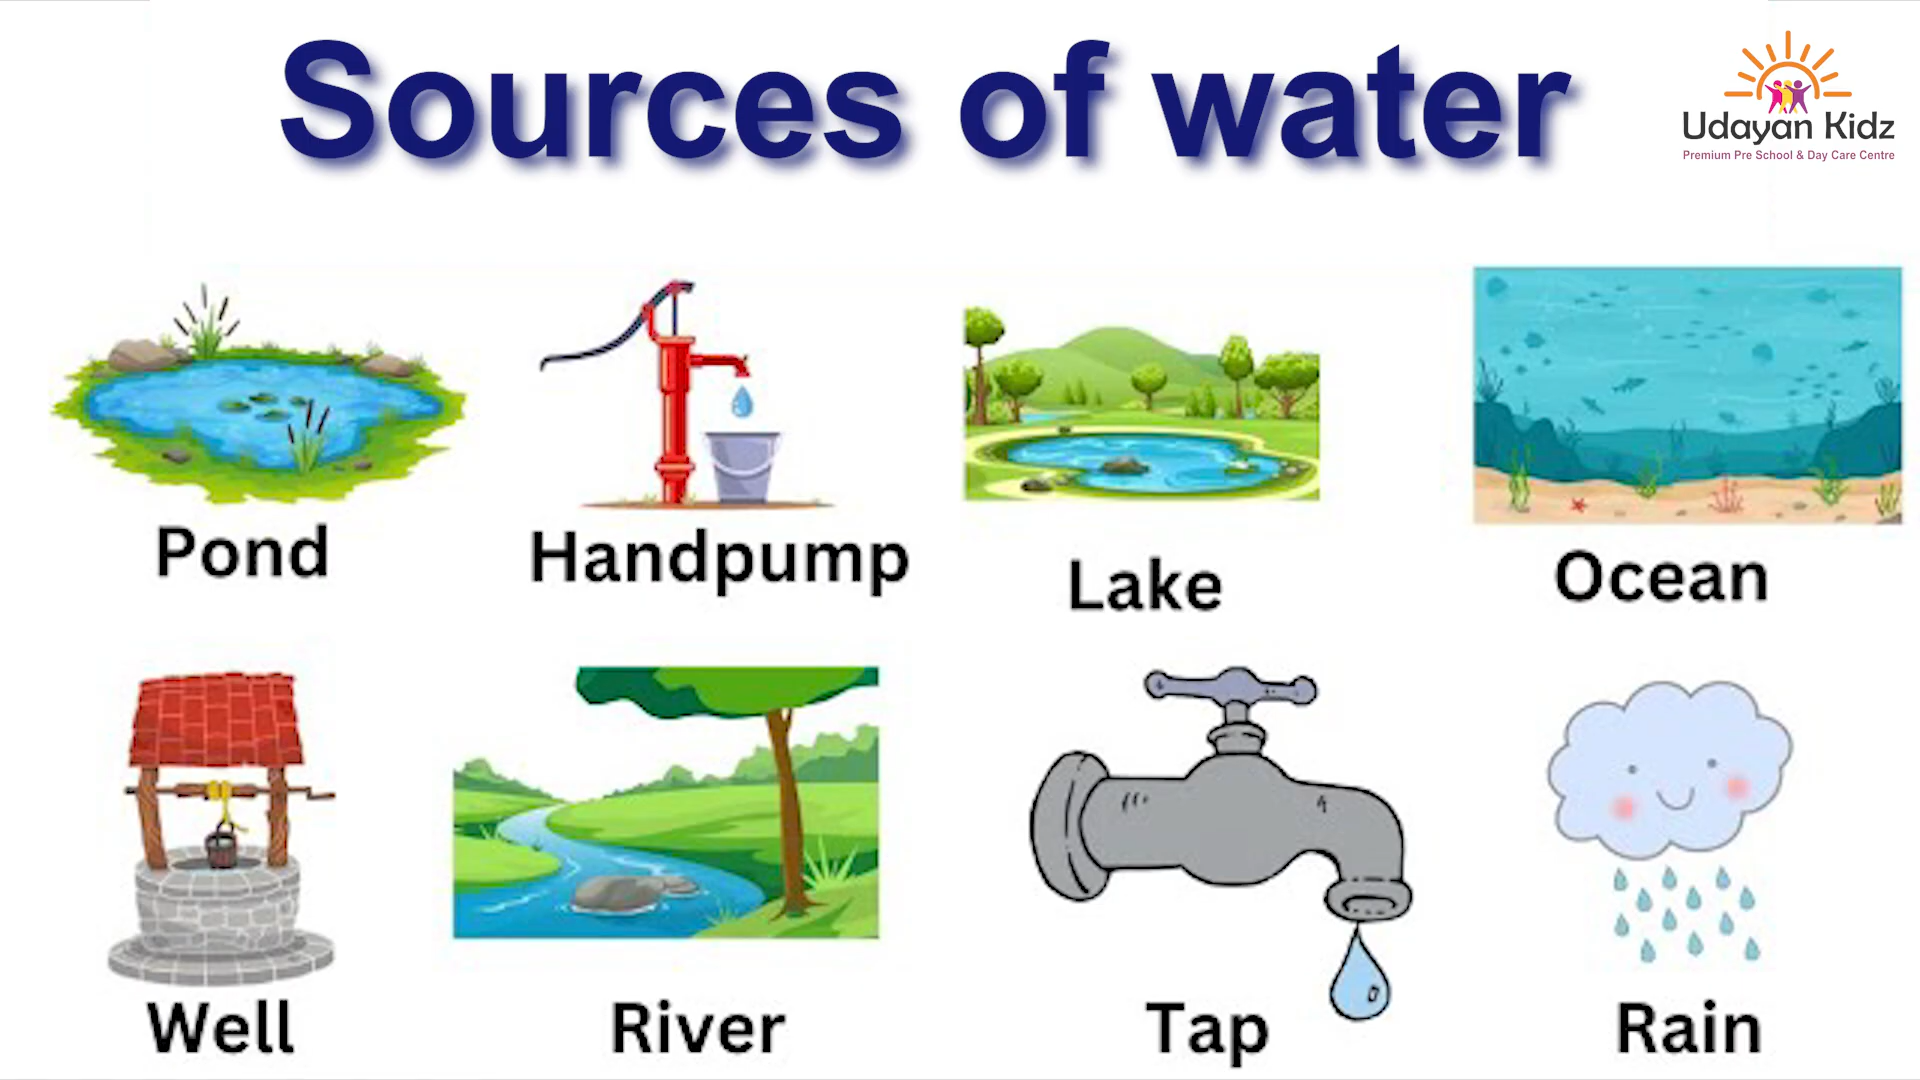 Sources of water
Udayan Kidz
Premium Pre School & Day Care Centre
Pond
Handpump
Lake
Ocean
Well
River
Tap
Rain